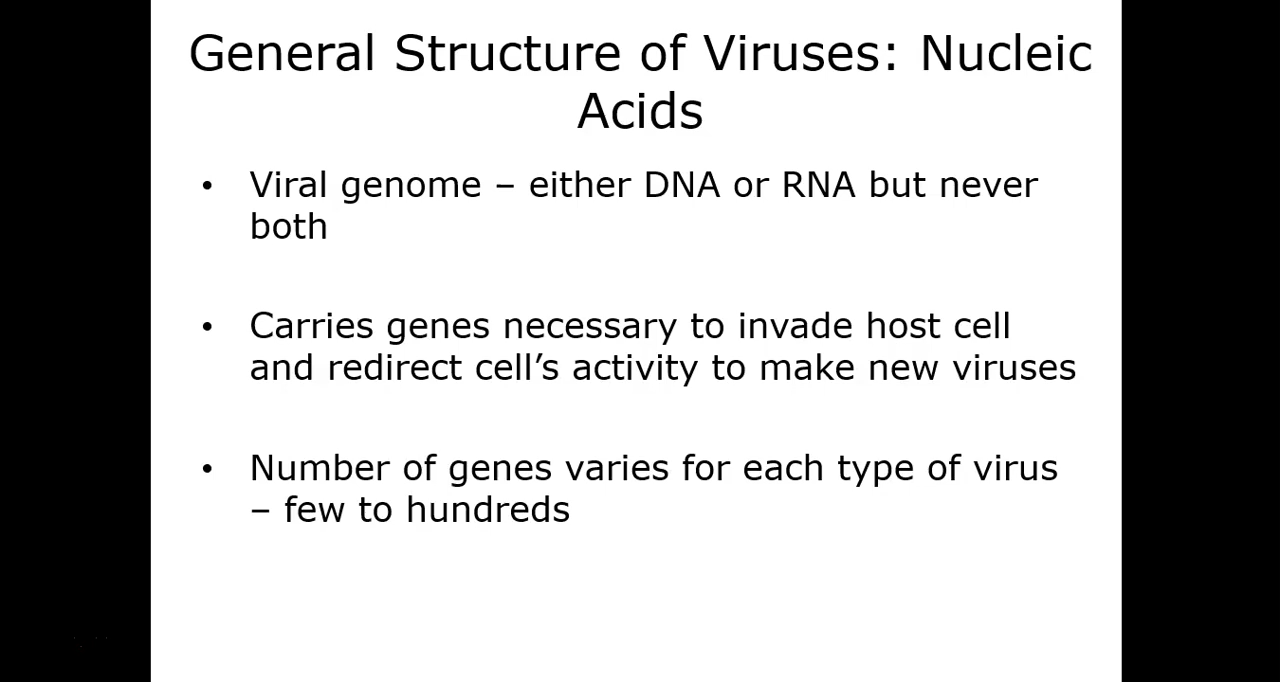 General Structure of Viruses: Nucleic
Acids
• Viral genome – either DNA or RNA but never
both
• Carries genes necessary to invade host cell
and redirect cell’s activity to make new viruses
• Number of genes varies for each type of virus
– few to hundreds